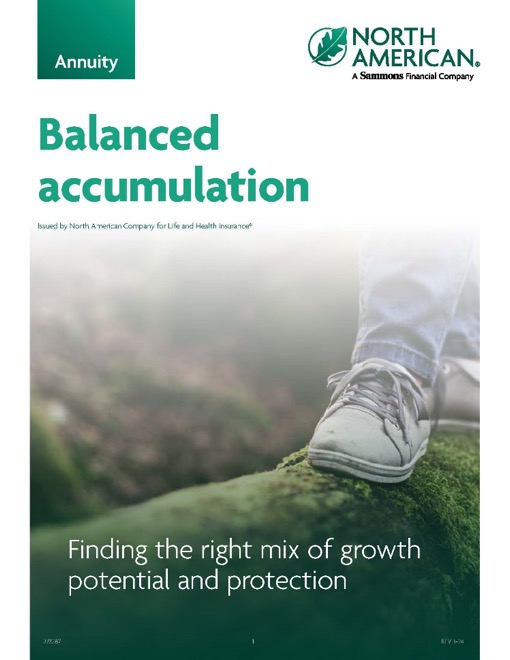 Annuity
NORTH
AMERICAN®
A Sammons Financial Company
Balanced
accumulation
Issued by North American Company for Life and Health Insurance®
Finding the right mix of growth
potential and protection
1